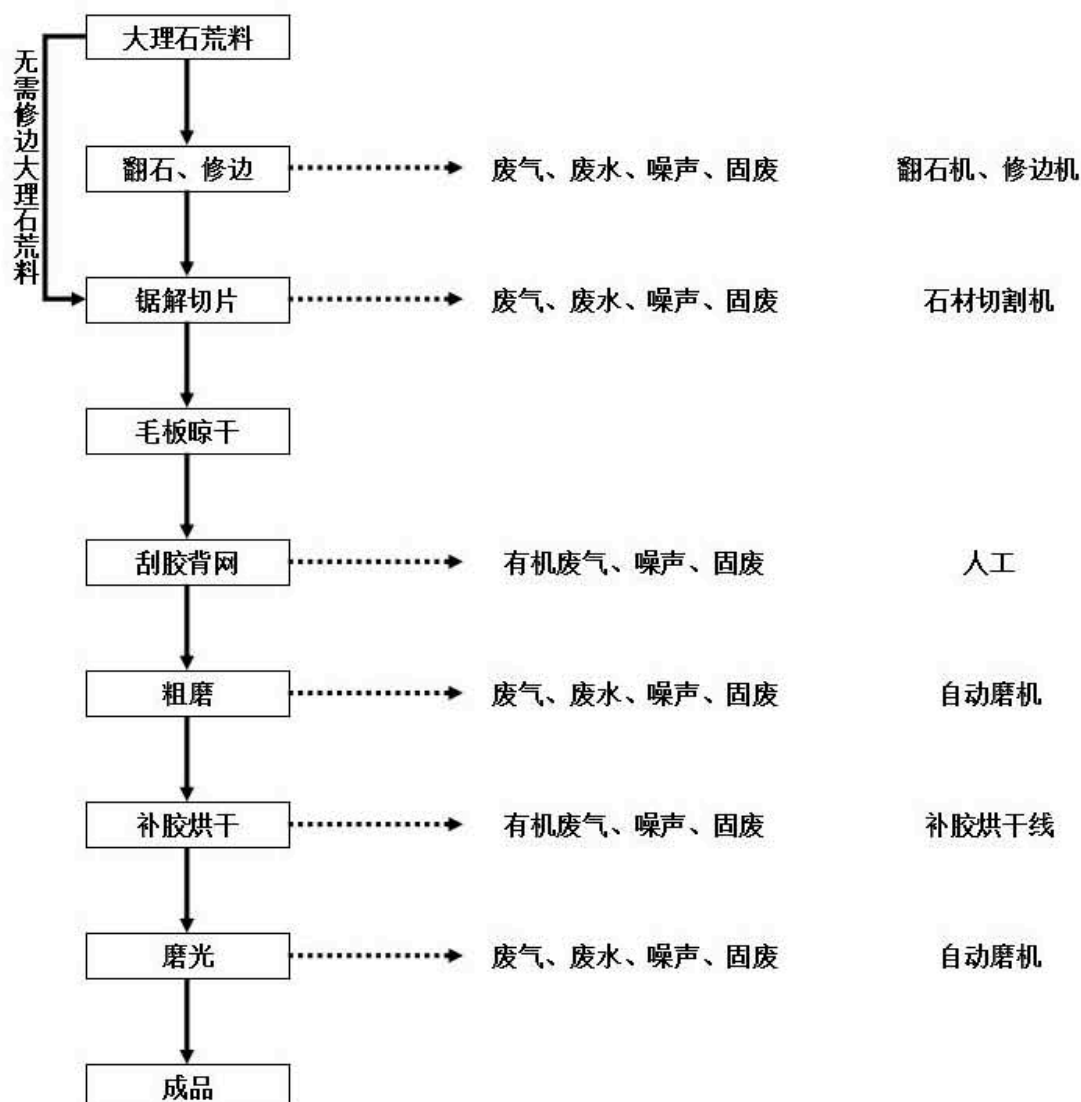 大理石荒料
无需修边大理石荒料
翻石、修边 废气、废水、噪声、固废 翻石机、修边机
锯解切片 废气、废水、噪声、固废 石材切割机
毛板晾干
刮胶背网 有机废气、噪声、固废 人工
粗磨 废气、废水、噪声、固废 自动磨机
补胶烘干 有机废气、噪声、固废 补胶烘干线
磨光 废气、废水、噪声、固废 自动磨机
成品